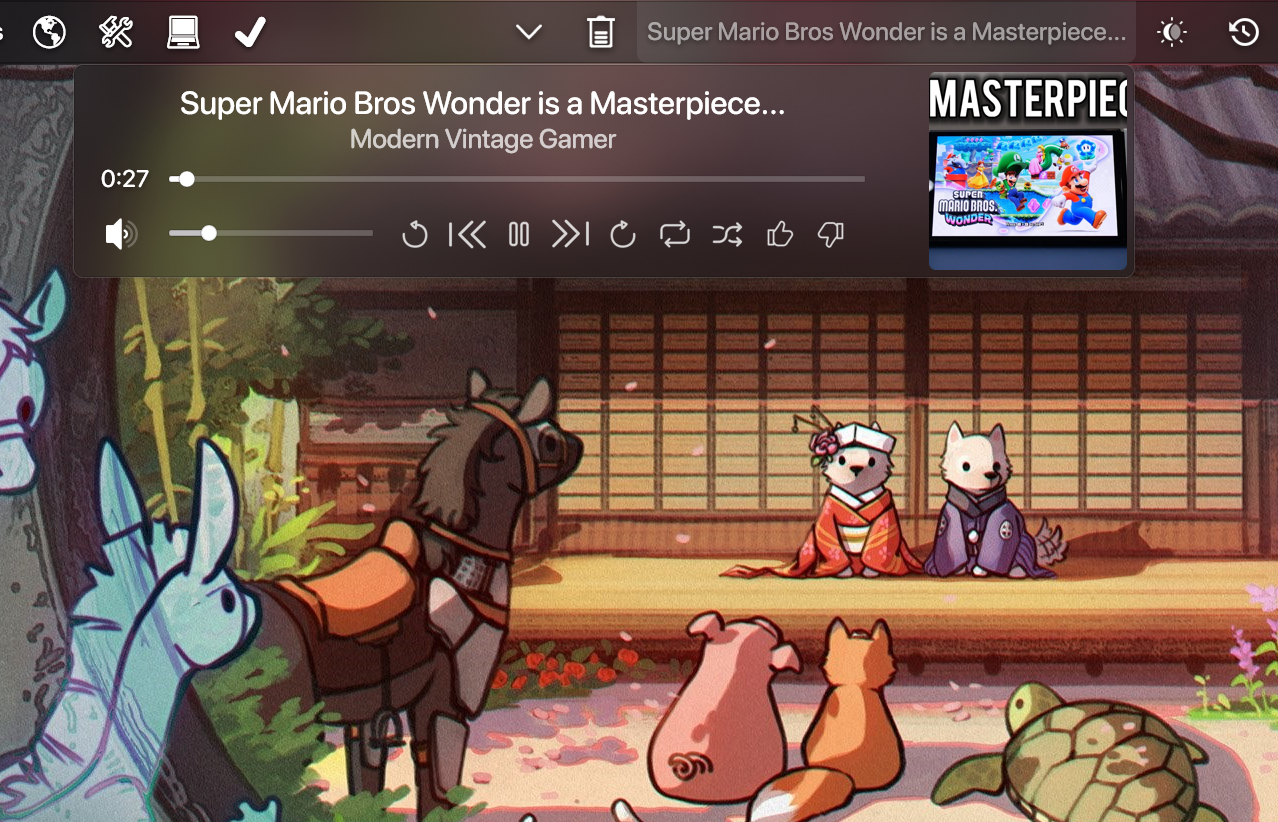 Super Mario Bros Wonder is a Masterpiece...
Super Mario Bros Wonder is a Masterpiece...
Modern Vintage Gamer
0:27
MASTERPIEC
SUPER
MARIO BROS.
WONDER